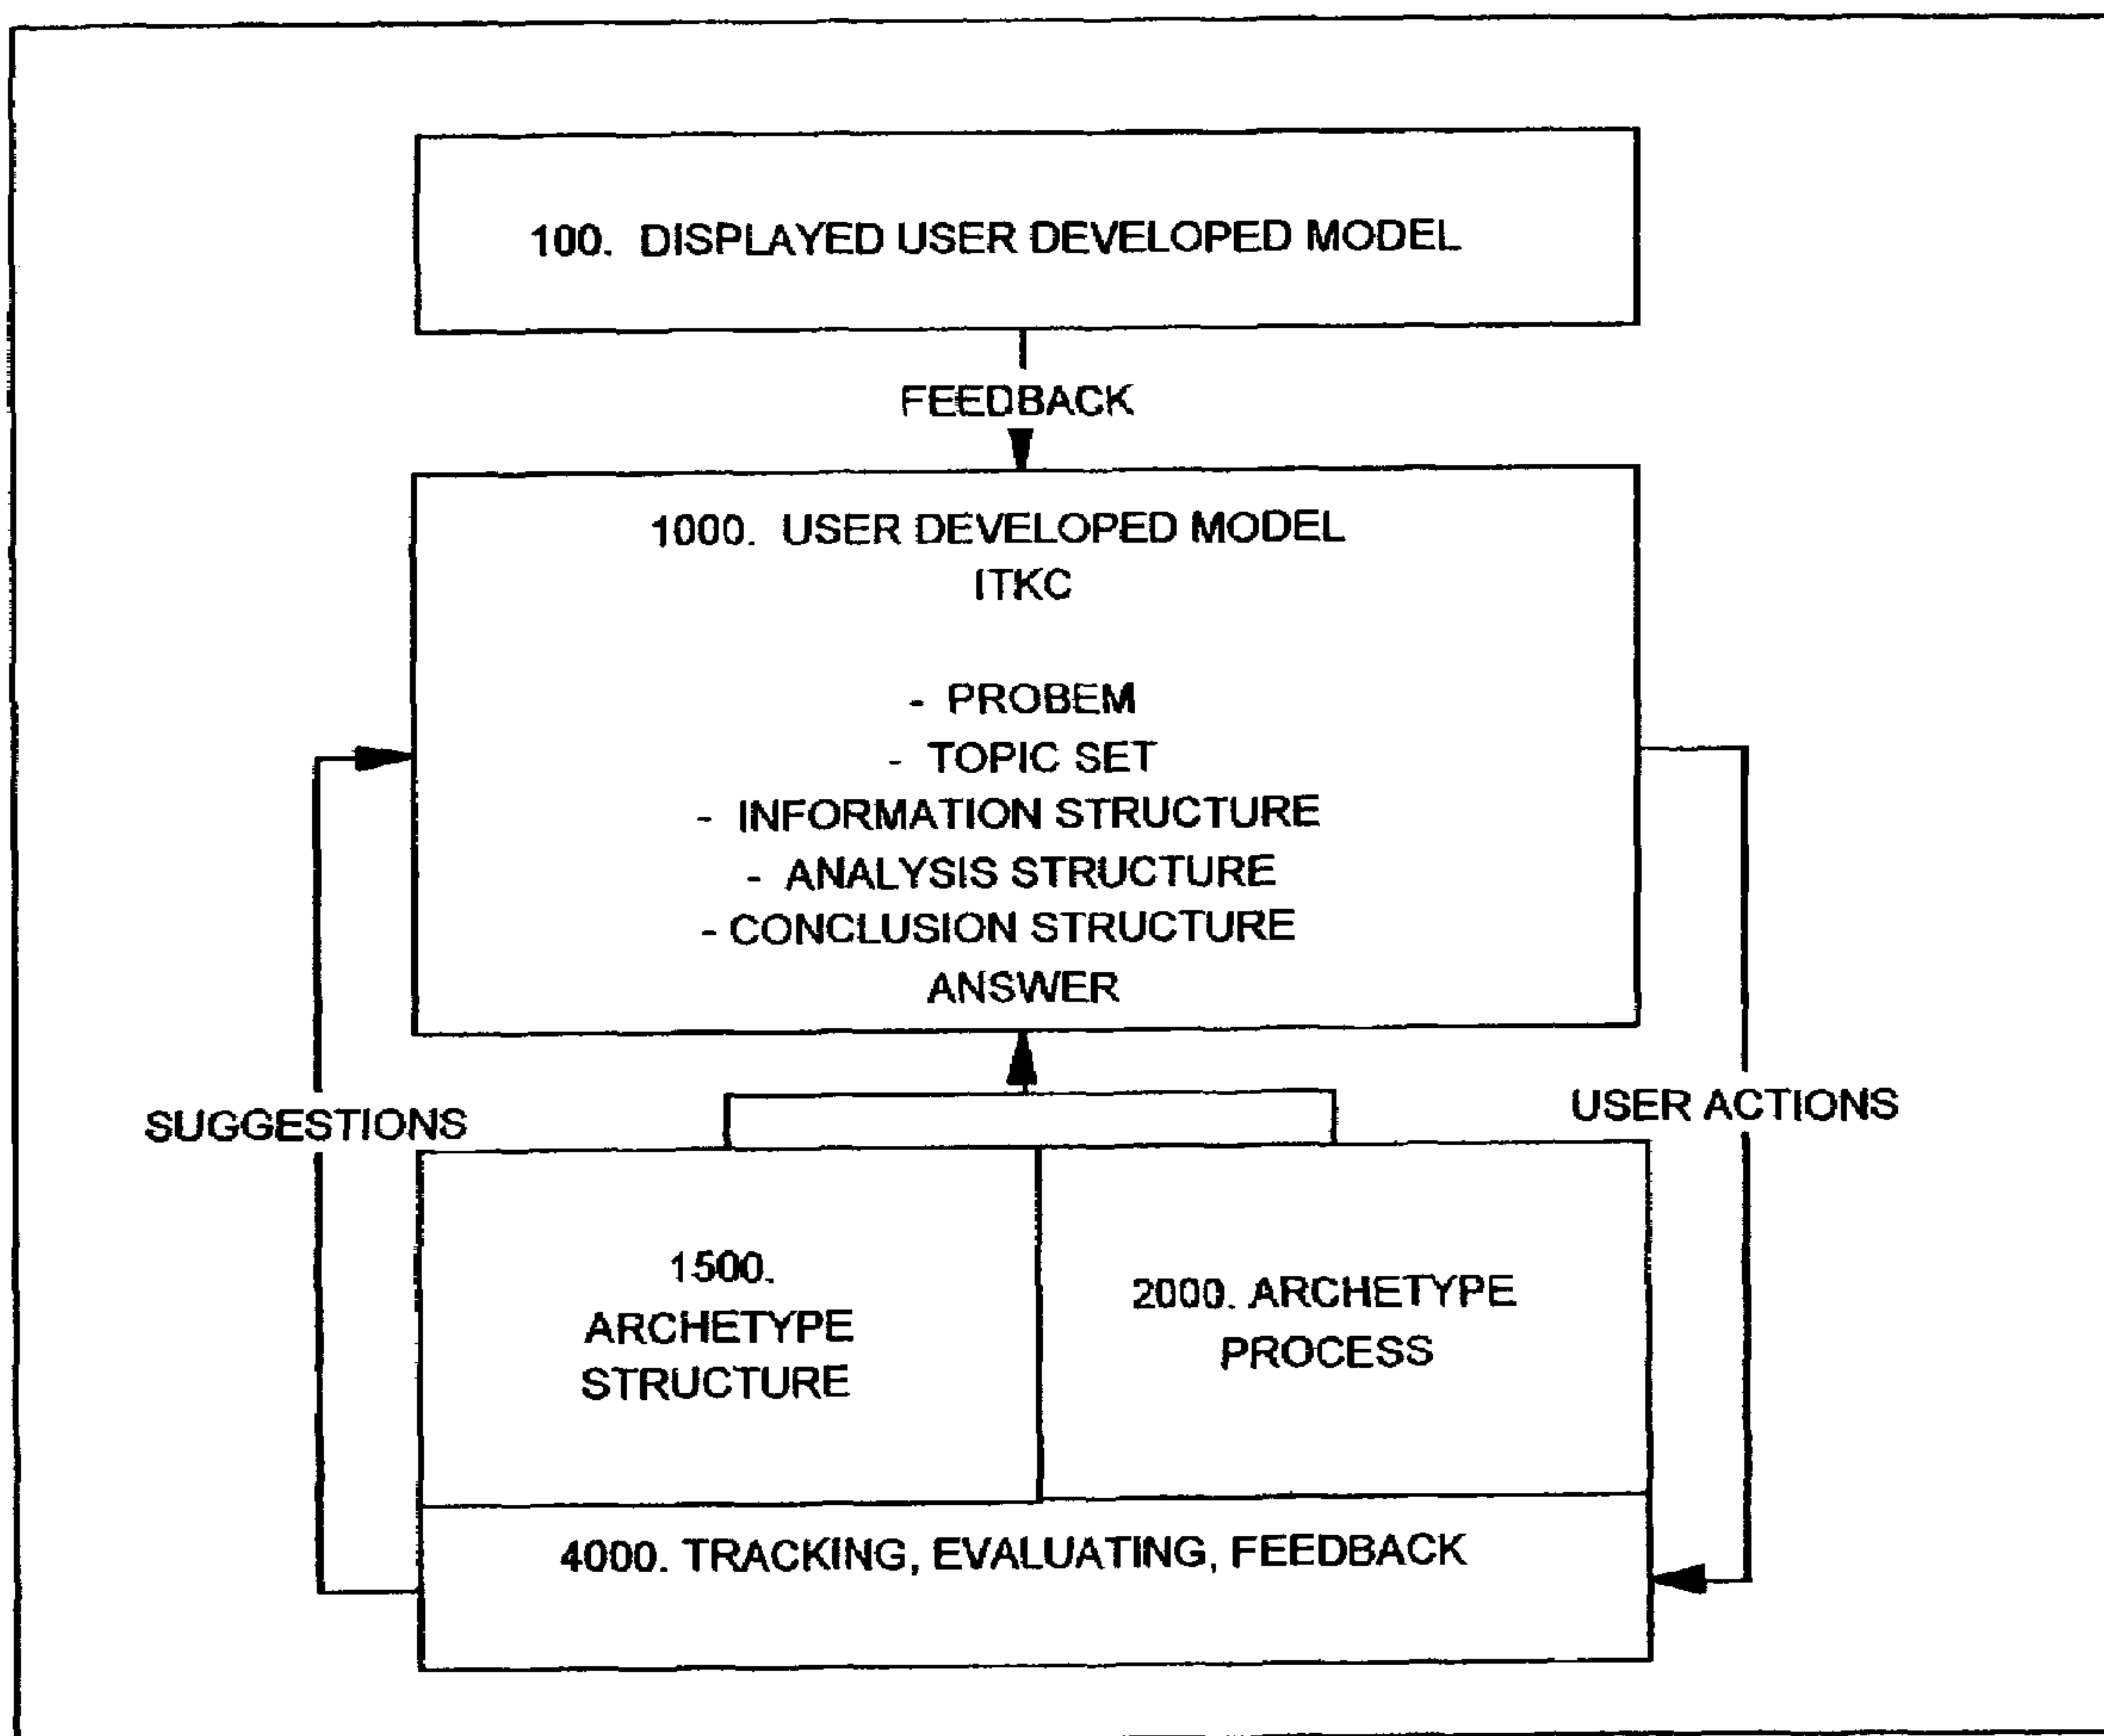 100. DISPLAYED USER DEVELOPED MODEL
FEEDBACK
1000. USER DEVELOPED MODEL
ITKC
- PROBEM
- TOPIC SET
- INFORMATION STRUCTURE
- ANALYSIS STRUCTURE
- CONCLUSION STRUCTURE
ANSWER
SUGGESTIONS
USER ACTIONS
1500.
ARCHETYPE
STRUCTURE
2000. ARCHETYPE
PROCESS
4000. TRACKING, EVALUATING, FEEDBACK